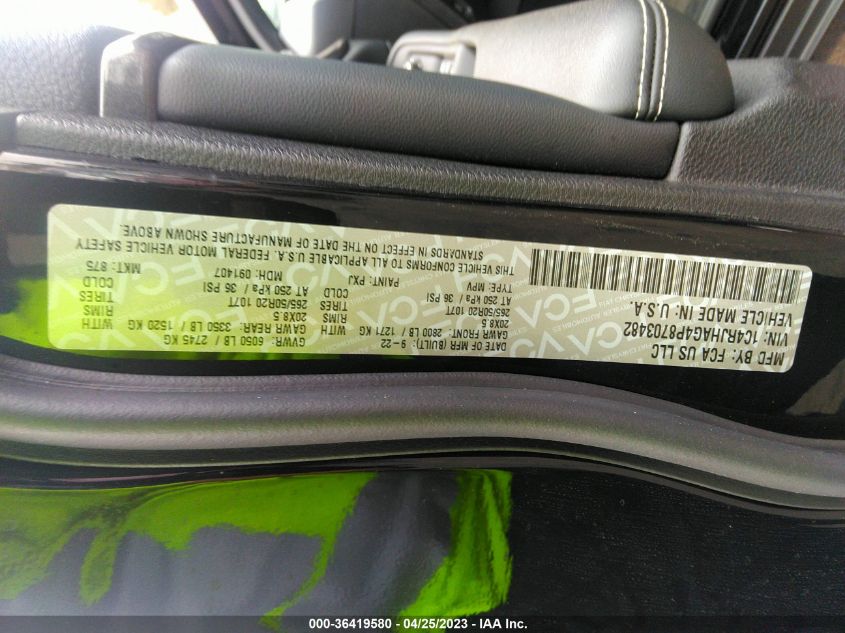 MFD BY: FCA US LLC
DATE OF MFR (BUILT): 9-22
GVWR: 6050 LB / 2745 KG
GAWR FRONT: 2800 LB / 1271 KG
WITH
20X8.5
RIMS
265/50R20 107T
TIRES
AT 250 kPa / 36 PSI
COLD
GAWR REAR: 3350 LB / 1520 KG
WITH
20X8.5
RIMS
265/50R20 107T
TIRES
AT 250 kPa / 36 PSI
COLD
VIN: 1C4RJHAG4P8703492
VEHICLE MADE IN: U.S.A.
TYPE: MPV
PAINT: PXJ
MDH: 091407
MKT: 875
THIS VEHICLE CONFORMS TO ALL APPLICABLE U.S.A. FEDERAL MOTOR VEHICLE SAFETY
STANDARDS IN EFFECT ON THE DATE OF MANUFACTURE SHOWN ABOVE.
000-36419580 - 04/25/2023 - IAA Inc.